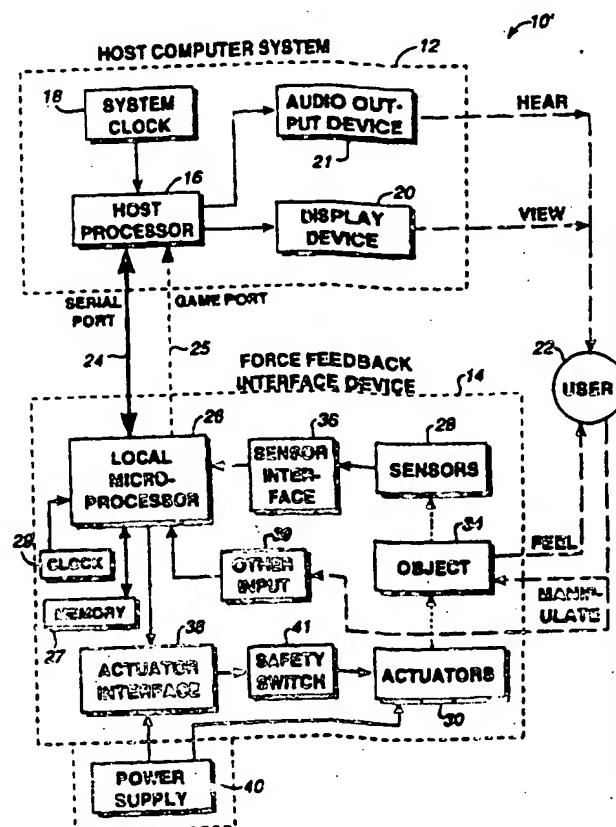 10'
HOST COMPUTER SYSTEM
12
18
SYSTEM
CLOCK
AUDIO OUT-
PUT DEVICE
21
HEAR
16
HOST
PROCESSOR
20
DISPLAY
DEVICE
VIEW
SERIAL
PORT
GAME PORT
24
25
FORCE FEEDBACK
INTERFACE DEVICE
14
22
USER
26
LOCAL
MICRO-
PROCESSOR
36
SENSOR
INTER-
FACE
28
SENSORS
29
CLOCK
39
OTHER
INPUT
34
OBJECT
FEEL
MANIP-
ULATE
MEMORY
27
38
ACTUATOR
INTERFACE
41
SAFETY
SWITCH
ACTUATORS
30
POWER
SUPPLY
40